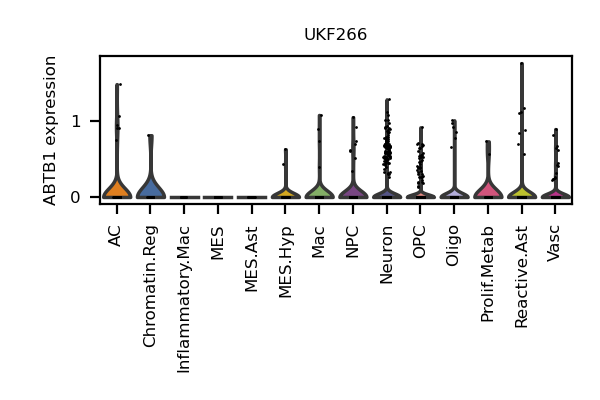 UKF266
ABTB1 expression
1
0
AC
Chromatin.Reg
Inflammatory.Mac
MES
MES.Ast
MES.Hyp
Mac
NPC
Neuron
OPC
Oligo
Prolif.Metab
Reactive.Ast
Vasc